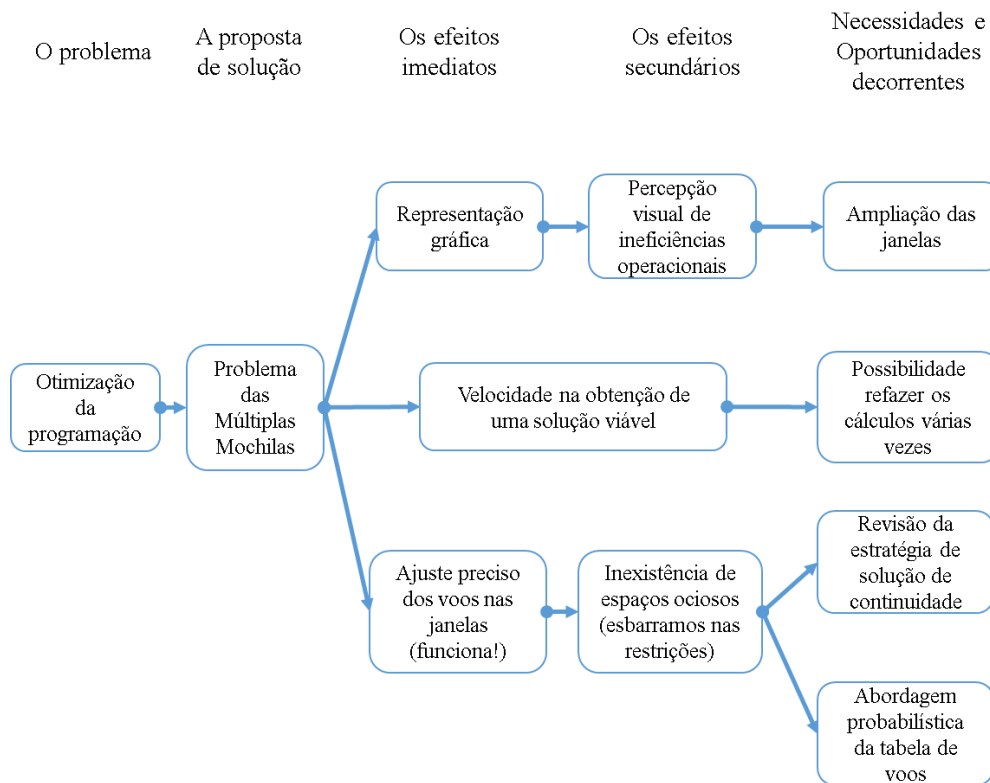 O problema
A proposta
de solução
Os efeitos
imediatos
Os efeitos
secundários
Necessidades e
Oportunidades
decorrentes
Otimização
da
programação
Problema
das
Múltiplas
Mochilas
Representação
gráfica
Percepção
visual de
ineficiências
operacionais
Ampliação das
janelas
Velocidade na obtenção de
uma solução viável
Possibilidade
refazer os
cálculos várias
vezes
Ajuste preciso
dos voos nas
janelas
(funciona!)
Inexistência de
espaços ociosos
(esbarramos nas
restrições)
Revisão da
estratégia de
solução de
continuidade
Abordagem
probabilística
da tabela de
voos